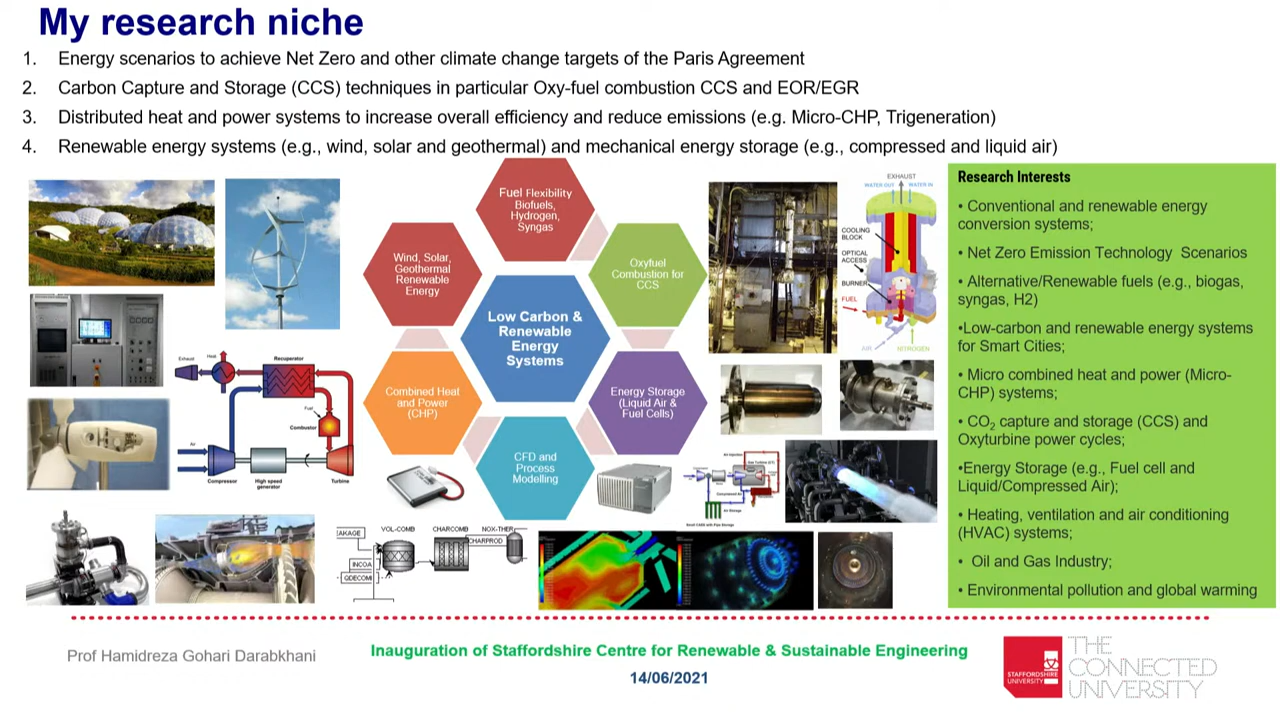 My research niche
1. Energy scenarios to achieve Net Zero and other climate change targets of the Paris Agreement
2. Carbon Capture and Storage (CCS) techniques in particular Oxy-fuel combustion CCS and EOR/EGR
3. Distributed heat and power systems to increase overall efficiency and reduce emissions (e.g. Micro-CHP, Trigeneration)
4. Renewable energy systems (e.g., wind, solar and geothermal) and mechanical energy storage (e.g., compressed and liquid air)
Fuel Flexibility
Biofuels,
Hydrogen,
Syngas
Wind, Solar,
Geothermal
Renewable
Energy
Oxyfuel
Combustion for
CCS
Low Carbon &
Renewable
Energy
Systems
Combined Heat
and Power
(CHP)
Energy Storage
(Liquid Air &
Fuel Cells)
CFD and
Process
Modelling
Exhaust
Heat
Recuperator
Fuel
Combustor
Air
Compressor
High speed
generator
Turbine
EXHAUST
WATER OUT
WATER IN
COOLING
BLOCK
OPTICAL
ACCESS
BURNER
FUEL
AIR
NITROGEN
AKAGE
VOL-COMB
CHARCOMB
NOX-THER
CHARPROD
INCOA
QDECOMI
Research Interests
• Conventional and renewable energy
conversion systems;
• Net Zero Emission Technology Scenarios
• Alternative/Renewable fuels (e.g., biogas,
syngas, H2)
•Low-carbon and renewable energy systems
for Smart Cities;
• Micro combined heat and power (Micro-
CHP) systems;
• CO₂ capture and storage (CCS) and
Oxyturbine power cycles;
•Energy Storage (e.g., Fuel cell and
Liquid/Compressed Air);
• Heating, ventilation and air conditioning
(HVAC) systems;
• Oil and Gas Industry;
• Environmental pollution and global warming
Prof Hamidreza Gohari Darabkhani
Inauguration of Staffordshire Centre for Renewable & Sustainable Engineering
14/06/2021
STAFFORDSHIRE
UNIVERSITY
THE
CONNECTED
UNIVERSITY